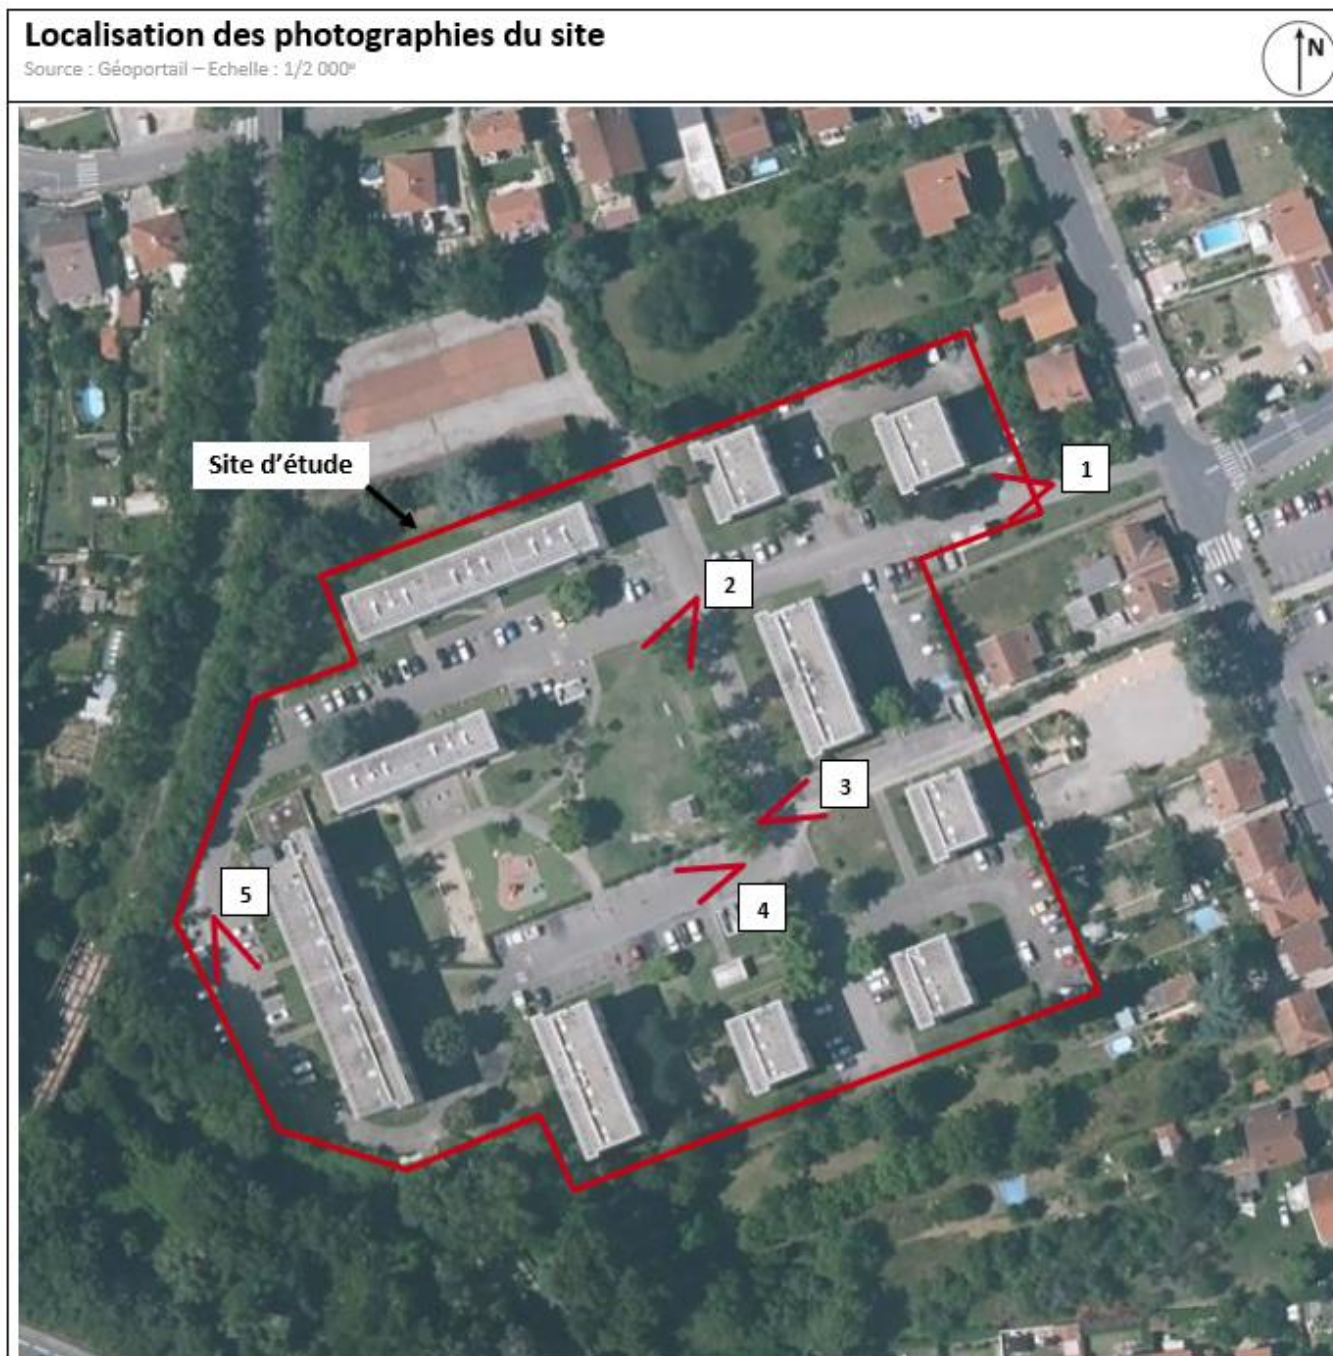 Localisation des photographies du site
Source : Géoportail – Echelle : 1/2 000e
N
Site d'étude
1
2
3
5
4